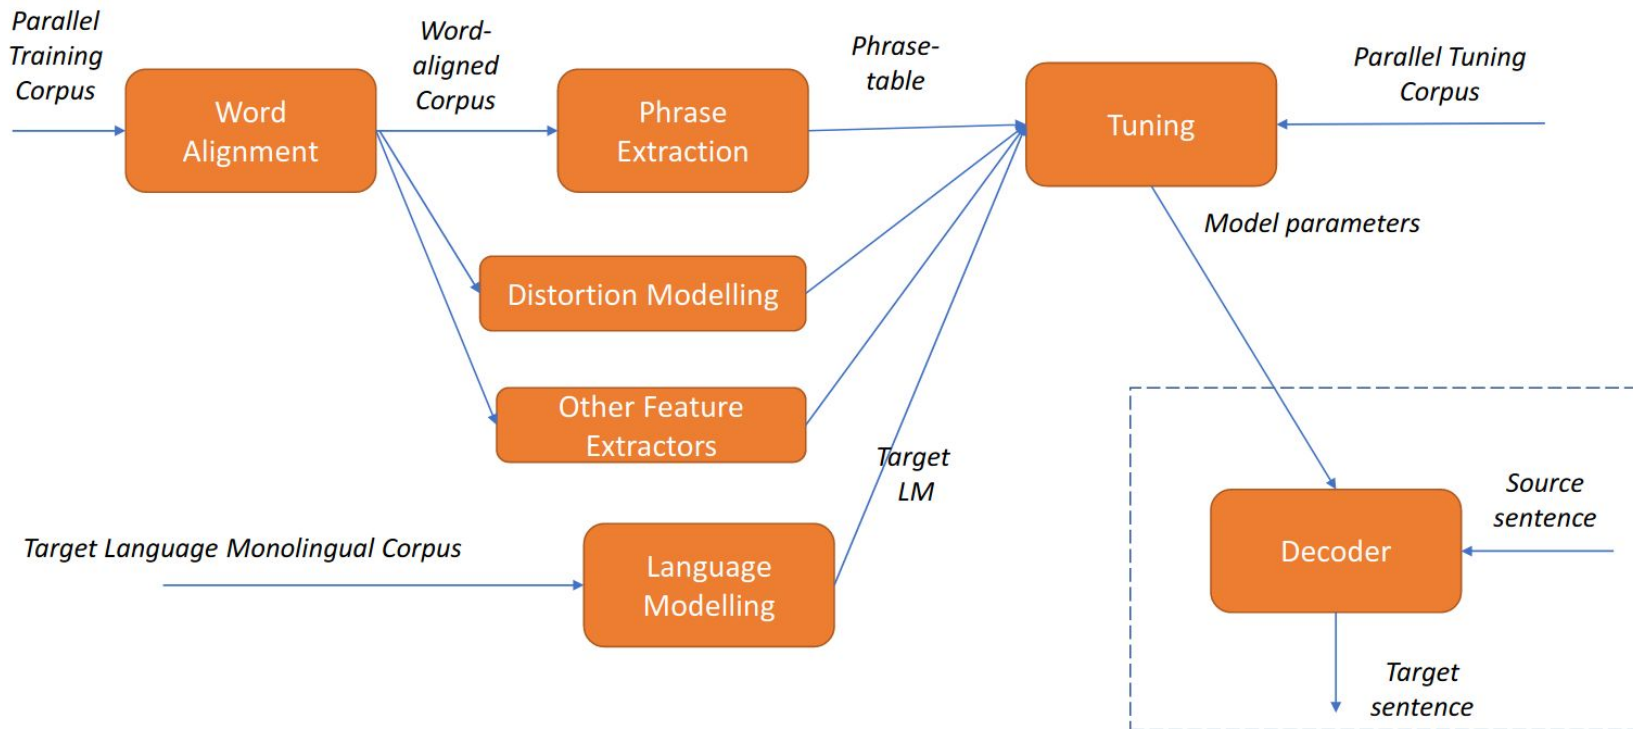 Parallel
Training
Corpus
Word
Alignment
Word-
aligned
Corpus
Phrase
Extraction
Phrase-
table
Tuning
Parallel Tuning
Corpus
Model parameters
Distortion Modelling
Other Feature
Extractors
Target
LM
Target Language Monolingual Corpus
Language
Modelling
Decoder
Source
sentence
Target
sentence